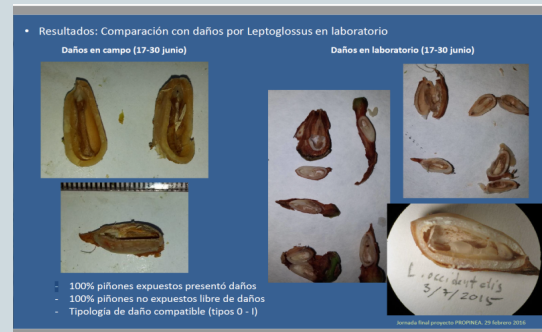 • Resultados: Comparación con daños por Leptoglossus en laboratorio
Daños en campo (17-30 junio)
Daños en laboratorio (17-30 junio)
L. occidentalis
3/7/2015
- 100% piñones expuestos presentó daños
- 100% piñones no expuestos libre de daños
- Tipología de daño compatible (tipos 0 - I)
Jornada final proyecto PROPINEA. 29 febrero 2016